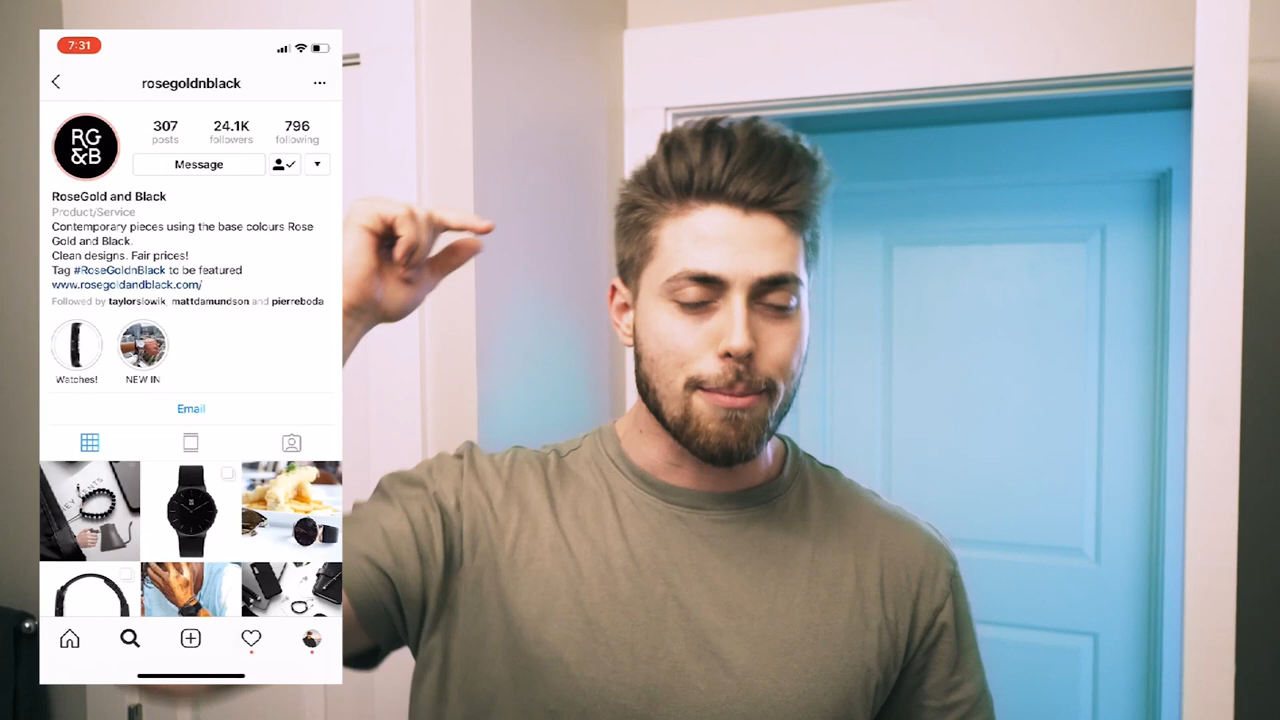 7:31
rosegoldnblack
RG
&B
307
24.1K
796
posts
followers
following
Message
RoseGold and Black
Product/Service
Contemporary pieces using the base colours Rose
Gold and Black.
Clean designs. Fair prices!
Tag #RoseGoldnBlack to be featured
www.rosegoldandblack.com/
Followed by taylorslowik mattdamundson and pierreboda
Watches!
NEW IN
Email